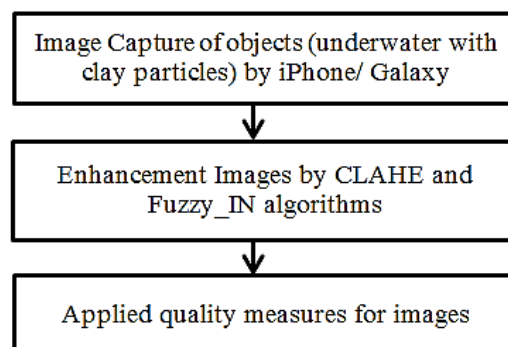 Image Capture of objects (underwater with
clay particles) by iPhone/ Galaxy
Enhancement Images by CLAHE and
Fuzzy_IN algorithms
Applied quality measures for images